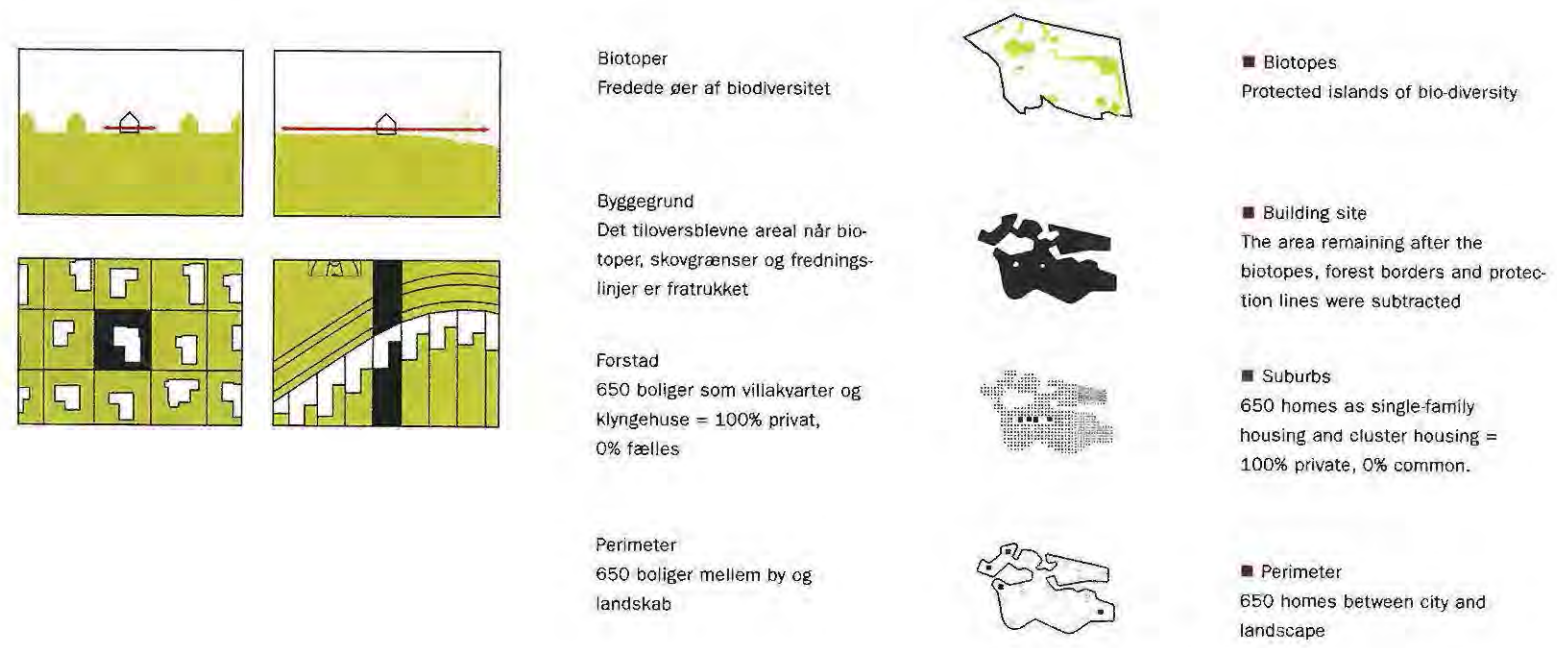 Biotoper
Fredede øer af biodiversitet
Byggegrund
Det tiloversblevne areal når bio-
toper, skovgrænser og frednings-
linjer er fratrukket
Forstad
650 boliger som villakvarter og
klyngehuse = 100% privat,
0% fælles
Perimeter
650 boliger mellem by og
landskab
■ Biotopes
Protected islands of bio-diversity
■ Building site
The area remaining after the
biotopes, forest borders and protec-
tion lines were subtracted
■ Suburbs
650 homes as single-family
housing and cluster housing =
100% private, 0% common.
■ Perimeter
650 homes between city and
landscape